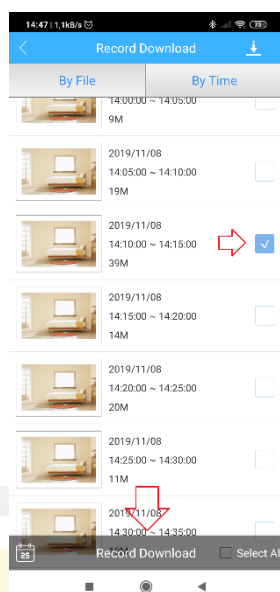 14:47 | 1,1kB/s
73
Record Download
By File
By Time
14:00:00 ~ 14:05:00
9M
2019/11/08
14:05:00 ~ 14:10:00
19M
2019/11/08
14:10:00 ~ 14:15:00
39M
2019/11/08
14:15:00 ~ 14:20:00
14M
2019/11/08
14:20:00 ~ 14:25:00
20M
2019/11/08
14:25:00 ~ 14:30:00
11M
2019/11/08
14:30:00 ~ 14:35:00
25
Record Download
Select Al